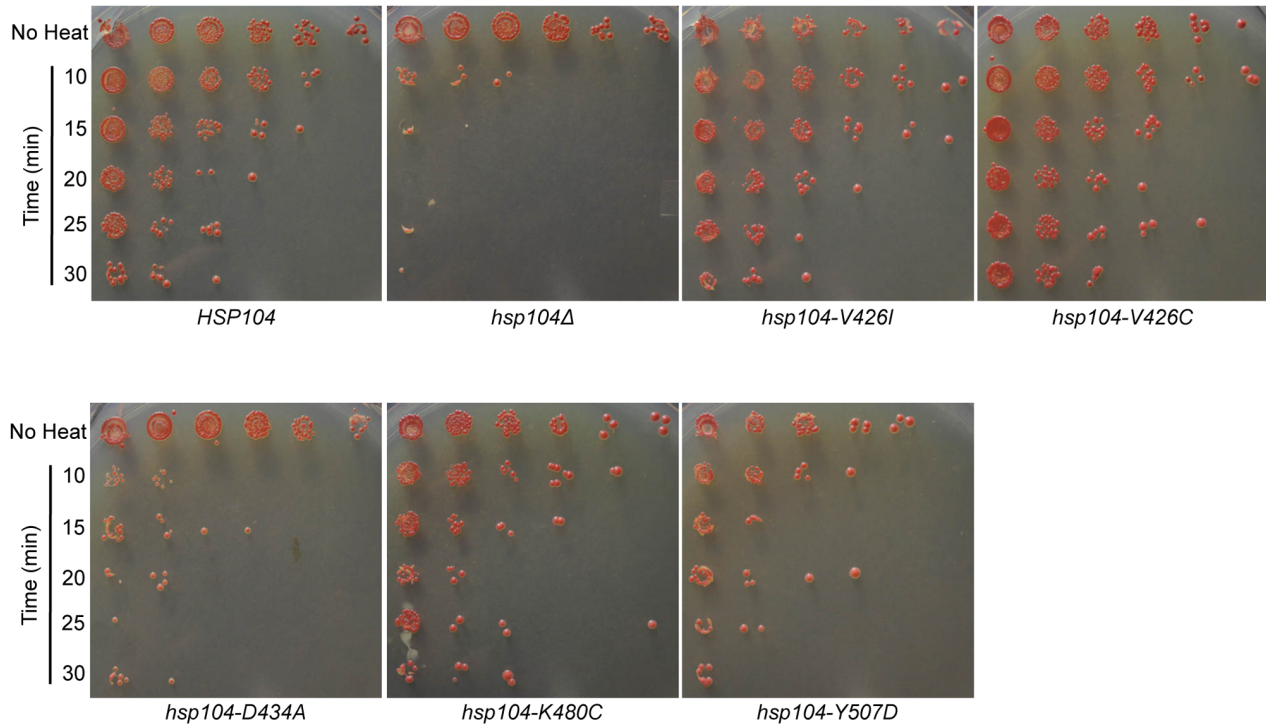 No Heat
10
15
20
25
30
Time (min)
HSP104
hsp104Δ
hsp104-V426I
hsp104-V426C
No Heat
10
15
20
25
30
Time (min)
hsp104-D434A
hsp104-K480C
hsp104-Y507D